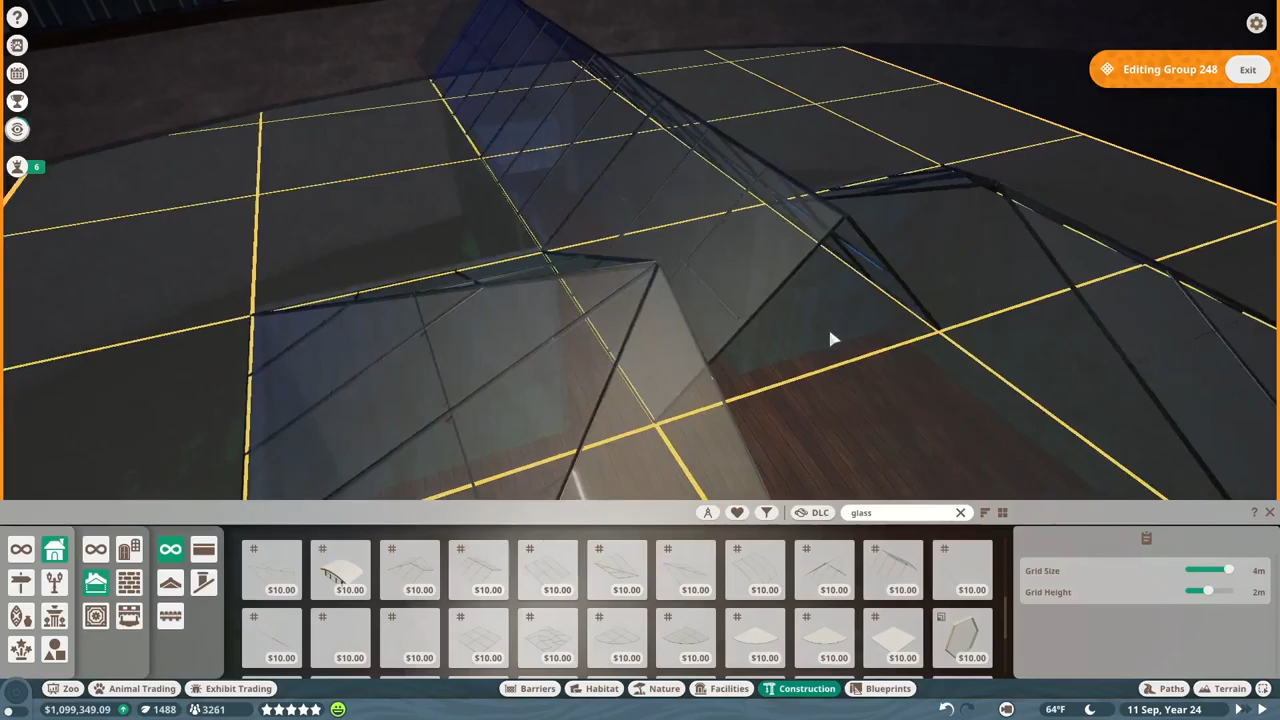 ?
Editing Group 248
Exit
6
DLC
glass
?
$10.00
$10.00
$10.00
$10.00
$10.00
$10.00
$10.00
$10.00
$10.00
$10.00
$10.00
Grid Size
4m
Grid Height
2m
$10.00
$10.00
$10.00
$10.00
$10.00
$10.00
$10.00
$10.00
$10.00
$10.00
$10.00
Zoo
Animal Trading
Exhibit Trading
Barriers
Habitat
Nature
Facilities
Construction
Blueprints
Paths
Terrain
$1,099,349.09
1488
3261
64°F
11 Sep, Year 24